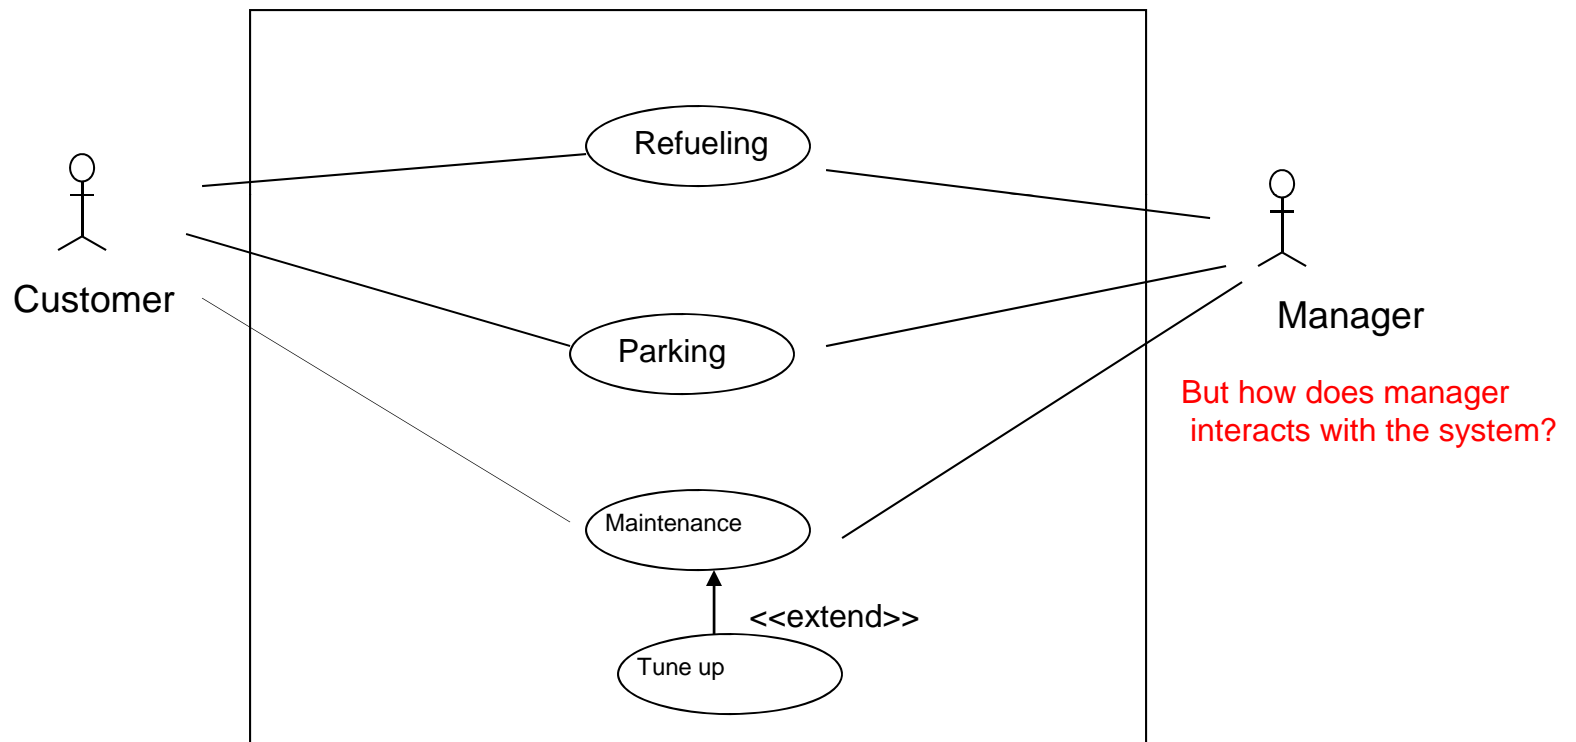 Refueling
Customer
Manager
Parking
But how does manager
interacts with the system?
Maintenance
<<extend>>
Tune up